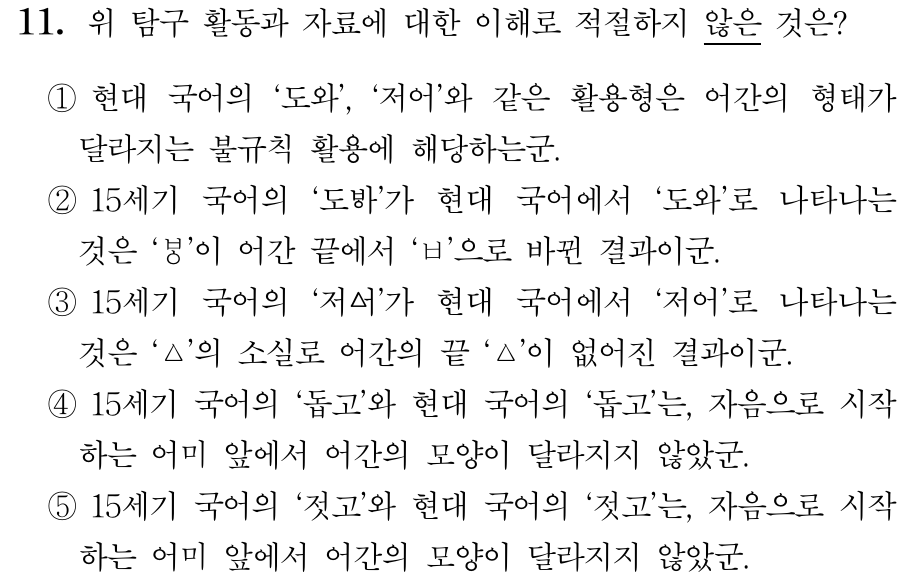 11. 위 탐구 활동과 자료에 대한 이해로 적절하지 않은 것은?
① 현대 국어의 ‘도와’, ‘저어’와 같은 활용형은 어간의 형태가
달라지는 불규칙 활용에 해당하는군.
② 15세기 국어의 ‘도ᄫᅡ’가 현대 국어에서 ‘도와’로 나타나는
것은 ‘ㅸ’이 어간 끝에서 ‘ㅂ’으로 바뀐 결과이군.
③ 15세기 국어의 ‘저ᅀᅥ’가 현대 국어에서 ‘저어’로 나타나는
것은 ‘ㅿ’의 소실로 어간의 끝 ‘ㅿ’이 없어진 결과이군.
④ 15세기 국어의 ‘돕고’와 현대 국어의 ‘돕고’는, 자음으로 시작
하는 어미 앞에서 어간의 모양이 달라지지 않았군.
⑤ 15세기 국어의 ‘젓고’와 현대 국어의 ‘젓고’는, 자음으로 시작
하는 어미 앞에서 어간의 모양이 달라지지 않았군.